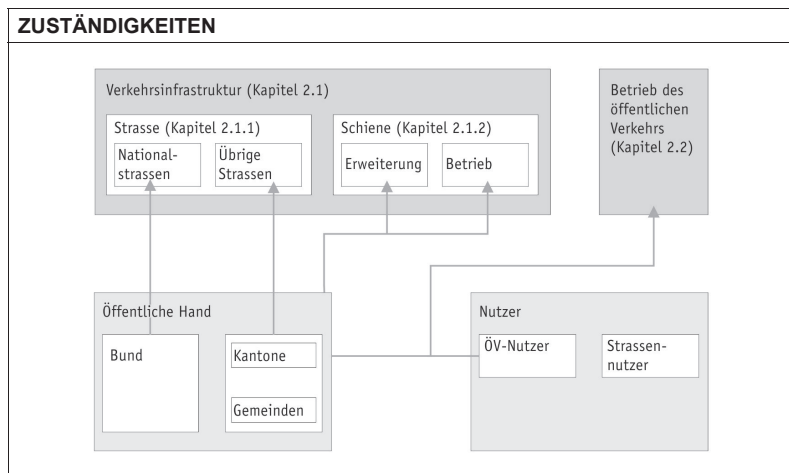 ZUSTÄNDIGKEITEN
Verkehrsinfrastruktur (Kapitel 2.1)
Strasse (Kapitel 2.1.1)
National-
strassen
Übrige
Strassen
Schiene (Kapitel 2.1.2)
Erweiterung
Betrieb
Betrieb des
öffentlichen
Verkehrs
(Kapitel 2.2)
Öffentliche Hand
Bund
Kantone
Gemeinden
Nutzer
ÖV-Nutzer
Strassen-
nutzer